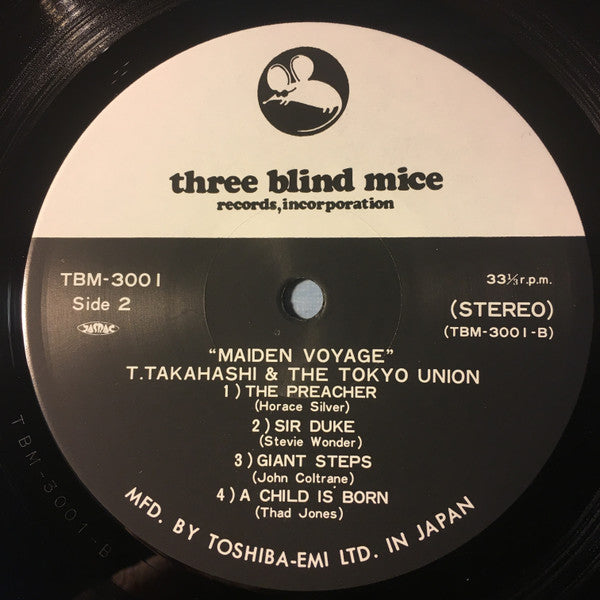 three blind mice
records, incorporation
TBM-3001
Side 2
JASRAC
33⅓ r.p.m.
(STEREO)
(TBM-3001-B)
"MAIDEN VOYAGE"
T.TAKAHASHI & THE TOKYO UNION
1) THE PREACHER
(Horace Silver)
2) SIR DUKE
(Stevie Wonder)
3) GIANT STEPS
(John Coltrane)
4) A CHILD IS BORN
(Thad Jones)
MFD. BY TOSHIBA-EMI LTD. IN JAPAN
TBM-3001-B